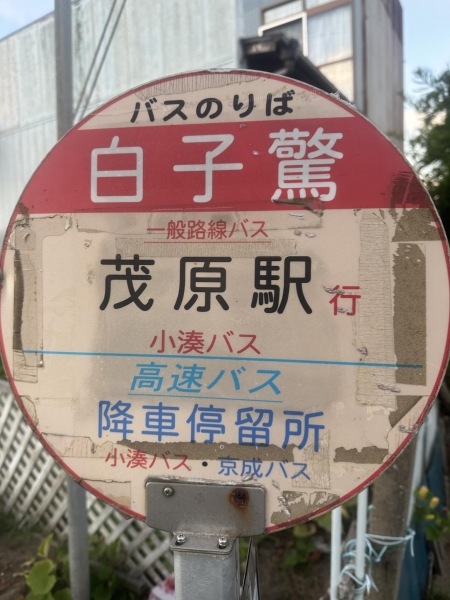 バスのりば
白子驚
一般路線バス
茂原駅行
小湊バス
高速バス
降車停留所
小湊バス・京成バス